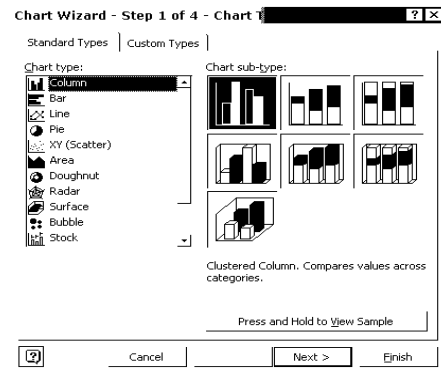 Chart Wizard - Step 1 of 4 - Chart T
Standard Types
Custom Types
Chart type:
Column
Bar
Line
Pie
XY (Scatter)
Area
Doughnut
Radar
Surface
Bubble
Stock
Chart sub-type:
Clustered Column. Compares values across
categories.
Press and Hold to View Sample
Cancel
Next >
Finish